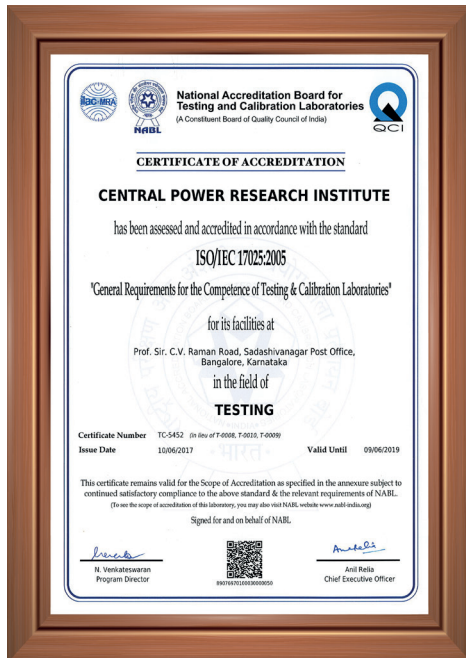 ilac-MRA
NABL
National Accreditation Board for
Testing and Calibration Laboratories
(A Constituent Board of Quality Council of India)
QCI
CERTIFICATE OF ACCREDITATION
CENTRAL POWER RESEARCH INSTITUTE
has been assessed and accredited in accordance with the standard
ISO/IEC 17025:2005
"General Requirements for the Competence of Testing & Calibration Laboratories"
for its facilities at
Prof. Sir. C.V. Raman Road, Sadashivanagar Post Office,
Bangalore, Karnataka
in the field of
TESTING
Certificate Number TC-5452 (in lieu of T-0008, T-0010, T-0009)
Issue Date 10/06/2017 Valid Until 09/06/2019
This certificate remains valid for the Scope of Accreditation as specified in the annexure subject to
continued satisfactory compliance to the above standard & the relevant requirements of NABL.
(To see the scope of accreditation of this laboratory, you may also visit NABL website www.nabl-india.org)
Signed for and on behalf of NABL
N. Venkateswaran
Program Director
Anil Relia
Chief Executive Officer